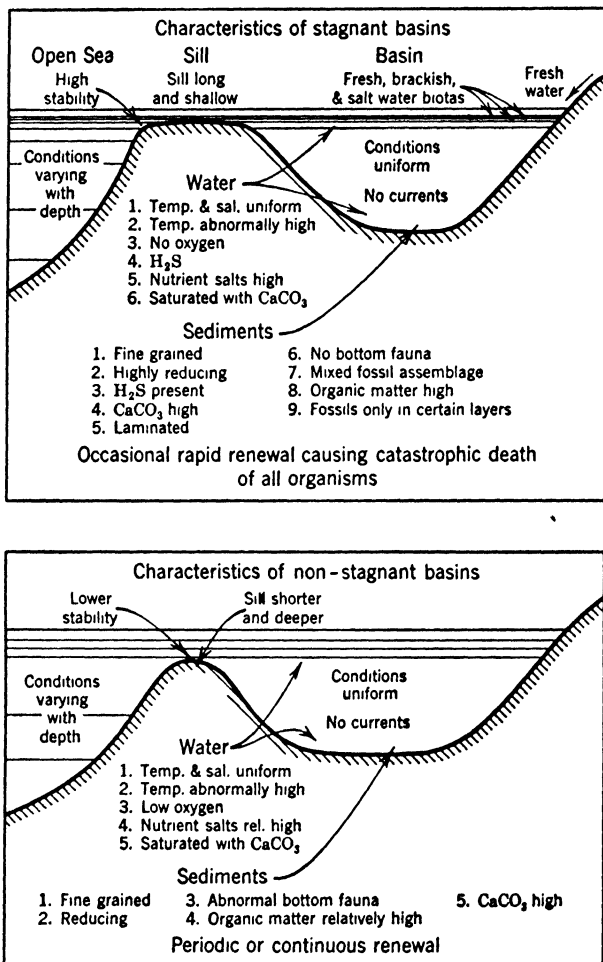 Characteristics of stagnant basins
Open Sea
Sill
Basin
High
stability
Sill long
and shallow
Fresh, brackish,
& salt water biotas
Fresh
water
Conditions
varying
with
depth
Conditions
uniform
No currents
Water
1. Temp. & sal. uniform
2. Temp. abnormally high
3. No oxygen
4. H₂S
5. Nutrient salts high
6. Saturated with CaCO₃
Sediments
1. Fine grained
2. Highly reducing
3. H₂S present
4. CaCO₃ high
5. Laminated
6. No bottom fauna
7. Mixed fossil assemblage
8. Organic matter high
9. Fossils only in certain layers
Occasional rapid renewal causing catastrophic death
of all organisms
Characteristics of non-stagnant basins
Lower
stability
Sill shorter
and deeper
Conditions
varying
with
depth
Conditions
uniform
No currents
Water
1. Temp. & sal. uniform
2. Temp. abnormally high
3. Low oxygen
4. Nutrient salts rel. high
5. Saturated with CaCO₃
Sediments
1. Fine grained
2. Reducing
3. Abnormal bottom fauna
4. Organic matter relatively high
5. CaCO₃ high
Periodic or continuous renewal